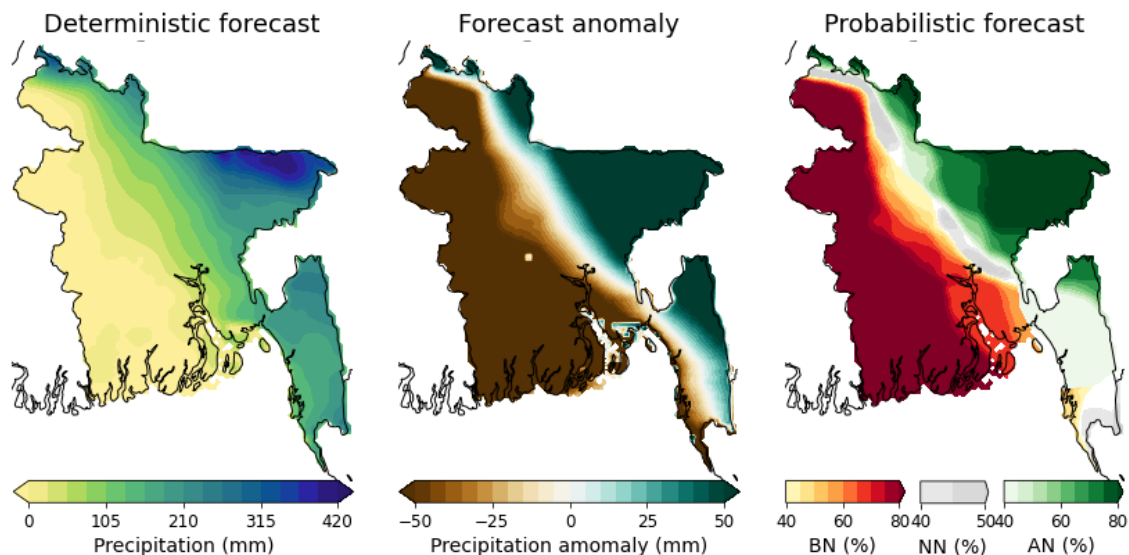 Deterministic forecast
Forecast anomaly
Probabilistic forecast
0 105 210 315 420
Precipitation (mm)
−50 −25 0 25 50
Precipitation amomaly (mm)
40 60 80
BN (%)
40 50
NN (%)
40 60 80
AN (%)